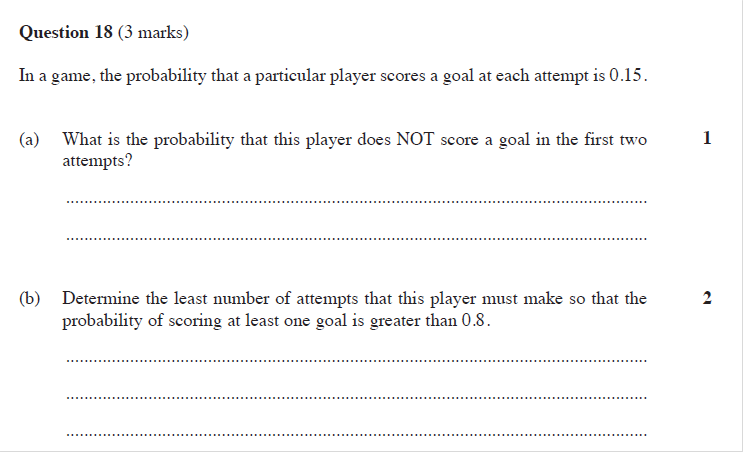 Question 18 (3 marks)
In a game, the probability that a particular player scores a goal at each attempt is 0.15.
(a) What is the probability that this player does NOT score a goal in the first two 1
attempts?
(b) Determine the least number of attempts that this player must make so that the 2
probability of scoring at least one goal is greater than 0.8.